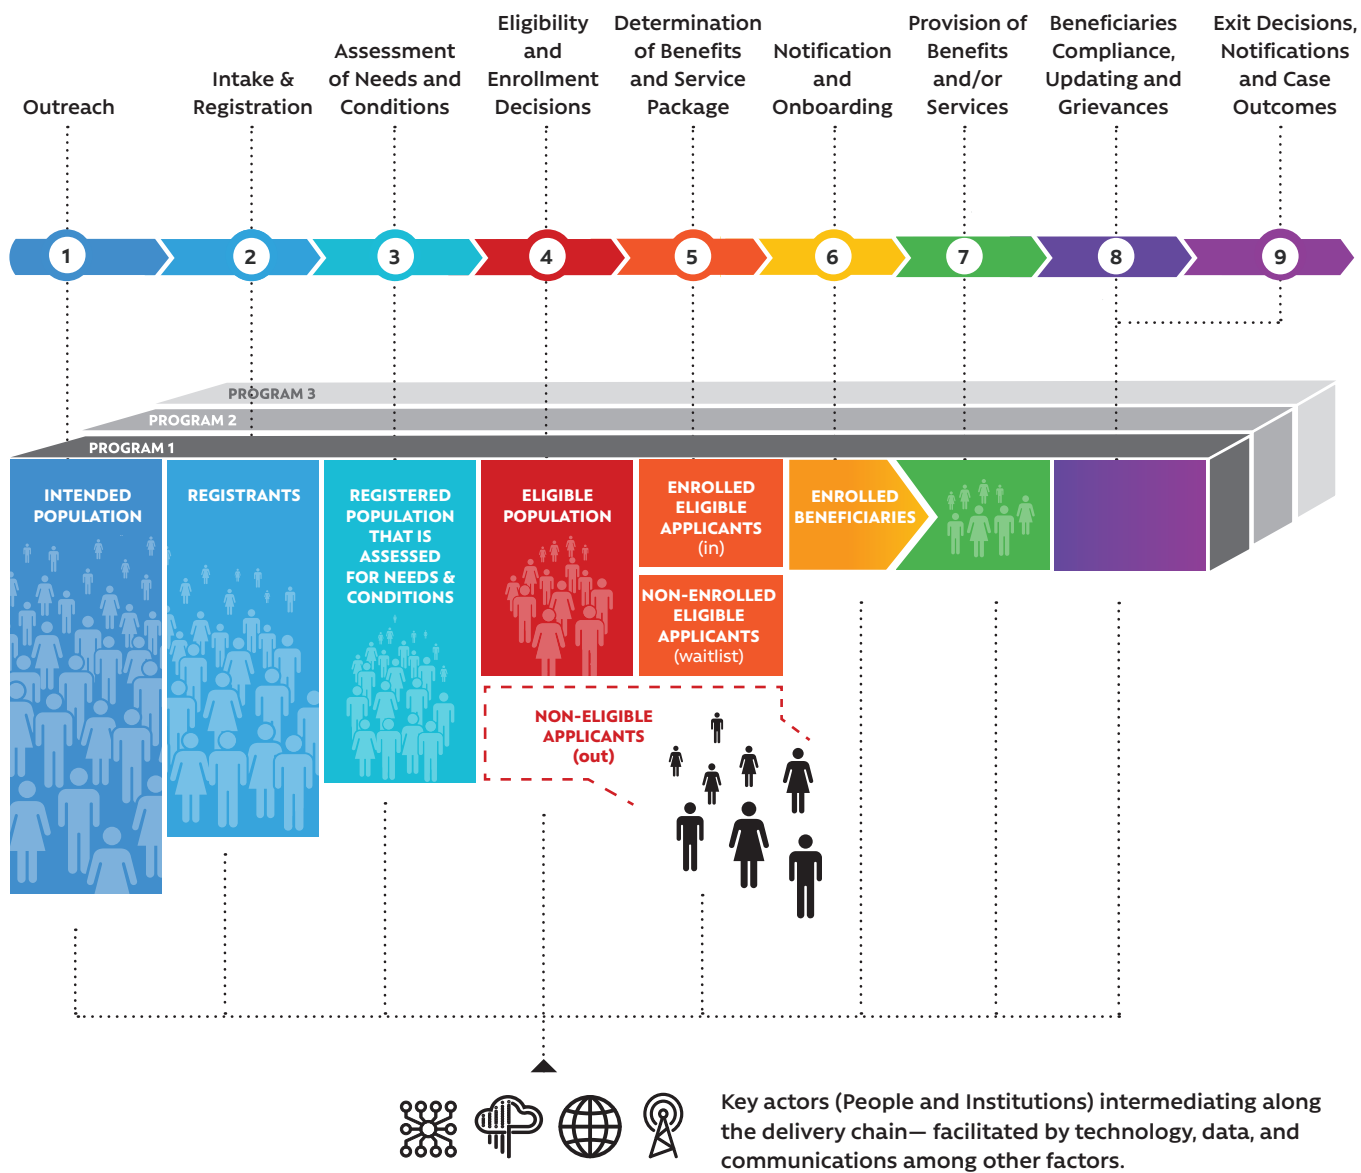 Outreach
Intake &
Registration
Assessment
of Needs and
Conditions
Eligibility
and
Enrollment
Decisions
Determination
of Benefits
and Service
Package
Notification
and
Onboarding
Provision of
Benefits
and/or
Services
Beneficiaries
Compliance,
Updating and
Grievances
Exit Decisions,
Notifications
and Case
Outcomes
1
2
3
4
5
6
7
8
9
PROGRAM 3
PROGRAM 2
PROGRAM 1
INTENDED
POPULATION
REGISTRANTS
REGISTERED
POPULATION
THAT IS
ASSESSED
FOR NEEDS &
CONDITIONS
ELIGIBLE
POPULATION
ENROLLED
ELIGIBLE
APPLICANTS
(in)
NON-ENROLLED
ELIGIBLE
APPLICANTS
(waitlist)
ENROLLED
BENEFICIARIES
NON-ELIGIBLE
APPLICANTS
(out)
Key actors (People and Institutions) intermediating along
the delivery chain— facilitated by technology, data, and
communications among other factors.